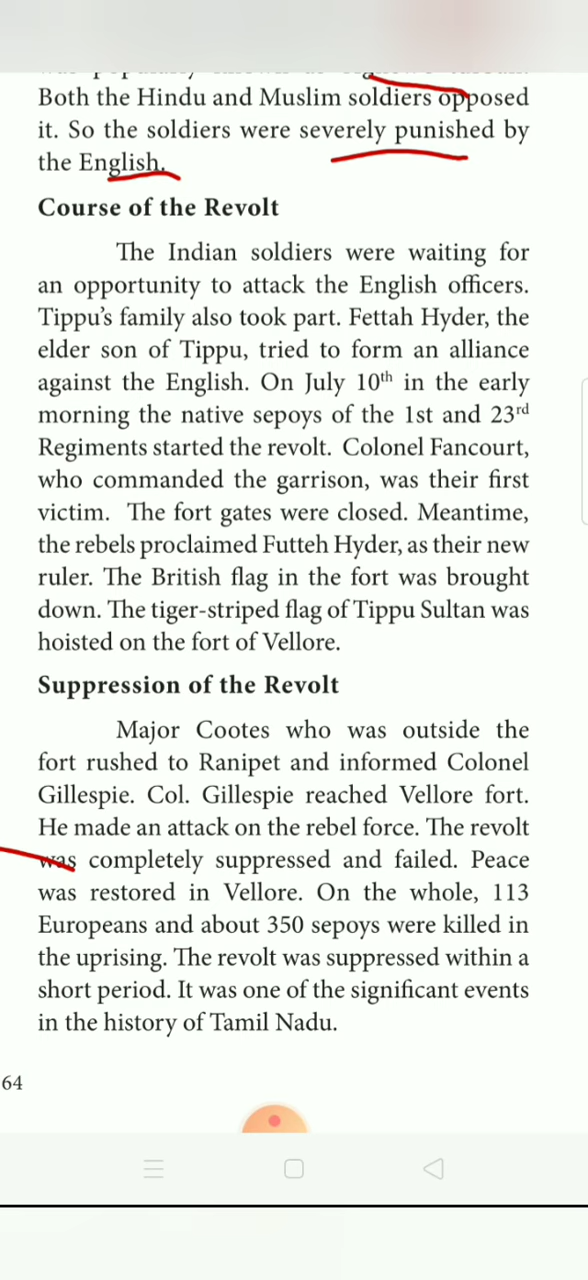 Both the Hindu and Muslim soldiers opposed
it. So the soldiers were severely punished by
the English.
Course of the Revolt
The Indian soldiers were waiting for
an opportunity to attack the English officers.
Tippu's family also took part. Fettah Hyder, the
elder son of Tippu, tried to form an alliance
against the English. On July 10th in the early
morning the native sepoys of the 1st and 23rd
Regiments started the revolt. Colonel Fancourt,
who commanded the garrison, was their first
victim. The fort gates were closed. Meantime,
the rebels proclaimed Futteh Hyder, as their new
ruler. The British flag in the fort was brought
down. The tiger-striped flag of Tippu Sultan was
hoisted on the fort of Vellore.
Suppression of the Revolt
Major Cootes who was outside the
fort rushed to Ranipet and informed Colonel
Gillespie. Col. Gillespie reached Vellore fort.
He made an attack on the rebel force. The revolt
was completely suppressed and failed. Peace
was restored in Vellore. On the whole, 113
Europeans and about 350 sepoys were killed in
the uprising. The revolt was suppressed within a
short period. It was one of the significant events
in the history of Tamil Nadu.
64